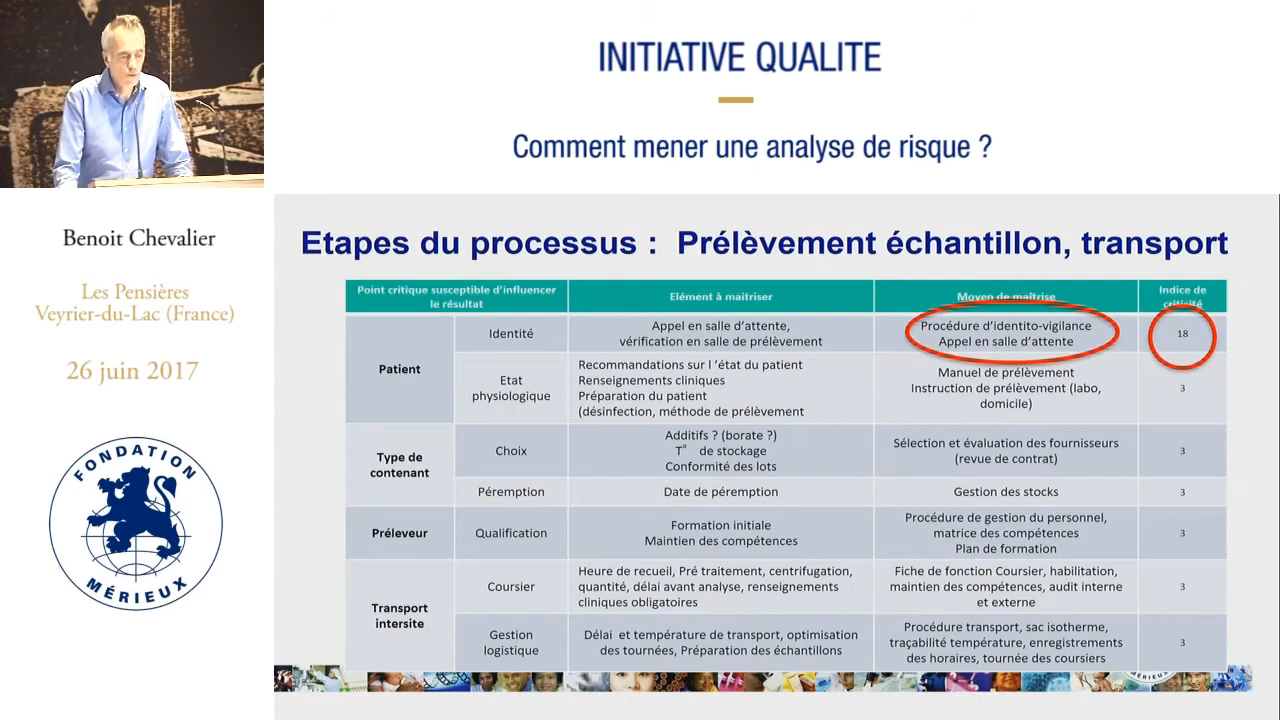 INITIATIVE QUALITE
Comment mener une analyse de risque ?
Benoit Chevalier
Les Pensières
Veyrier-du-Lac (France)
26 juin 2017
FONDATION
MÉRIEUX
Etapes du processus : Prélèvement échantillon, transport
Point critique susceptible d'influencer
le résultat
Elément à maitriser
Moyen de maîtrise
Indice de
criticité
Patient
Identité
Appel en salle d'attente,
vérification en salle de prélèvement
Procédure d'identito-vigilance
Appel en salle d'attente
18
Etat
physiologique
Recommandations sur l 'état du patient
Renseignements cliniques
Préparation du patient
(désinfection, méthode de prélèvement
Manuel de prélèvement
Instruction de prélèvement (labo,
domicile)
3
Type de
contenant
Choix
Additifs ? (borate ?)
T° de stockage
Conformité des lots
Sélection et évaluation des fournisseurs
(revue de contrat)
3
Péremption
Date de péremption
Gestion des stocks
3
Préleveur
Qualification
Formation initiale
Maintien des compétences
Procédure de gestion du personnel,
matrice des compétences
Plan de formation
3
Transport
intersite
Coursier
Heure de recueil, Pré traitement, centrifugation,
quantité, délai avant analyse, renseignements
cliniques obligatoires
Fiche de fonction Coursier, habilitation,
maintien des compétences, audit interne
et externe
3
Gestion
logistique
Délai et température de transport, optimisation
des tournées, Préparation des échantillons
Procédure transport, sac isotherme,
traçabilité température, enregistrements
des horaires, tournée des coursiers
3